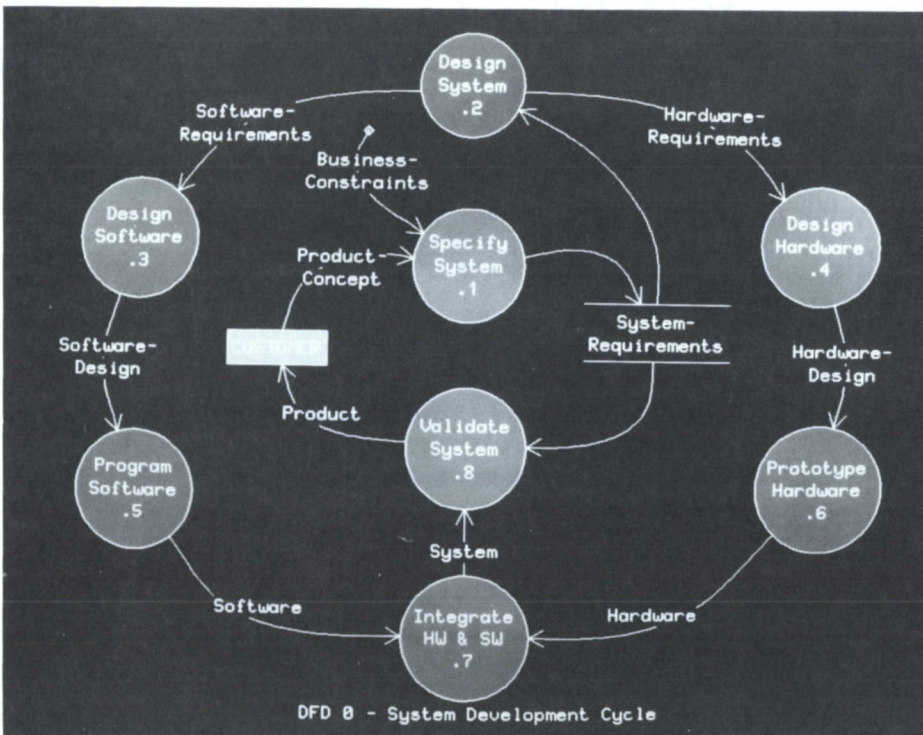 Design
System
.2
Software-
Requirements
Hardware-
Requirements
Business-
Constraints
Design
Software
.3
Specify
System
.1
Design
Hardware
.4
Product-
Concept
System-
Requirements
CUSTOMER
Software-
Design
Hardware-
Design
Product
Validate
System
.8
Program
Software
.5
Prototype
Hardware
.6
System
Software
Hardware
Integrate
HW & SW
.7
DFD 0 - System Development Cycle